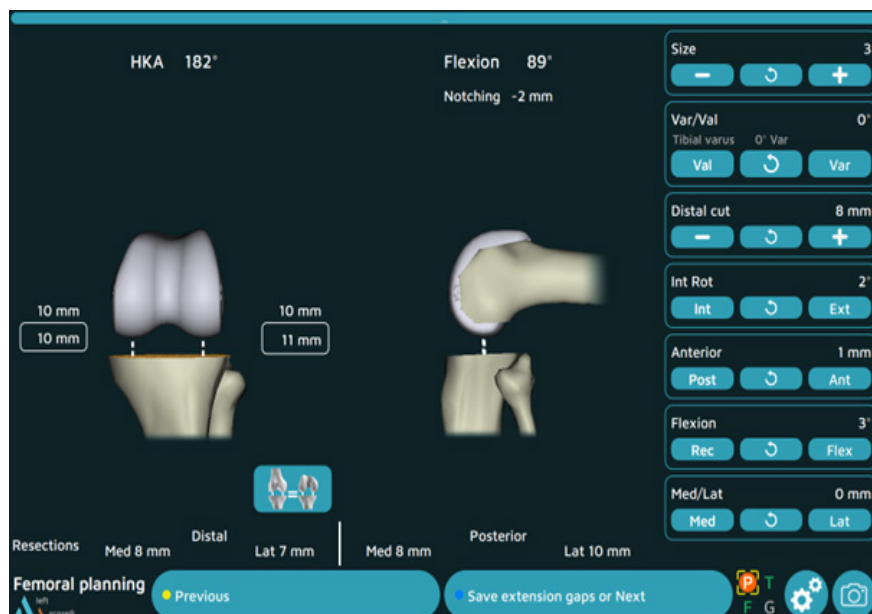 HKA 182°
Flexion 89°
Notching -2 mm
10 mm
10 mm
10 mm
11 mm
Size 3
Var/Val 0°
Tibial varus 0° Var
Val Var
Distal cut 8 mm
Int Rot 2°
Int Ext
Anterior 1 mm
Post Ant
Flexion 3°
Rec Flex
Med/Lat 0 mm
Med Lat
Resections
Distal
Med 8 mm Lat 7 mm
Posterior
Med 8 mm Lat 10 mm
Femoral planning
left
Previous
Save extension gaps or Next
P T
F G